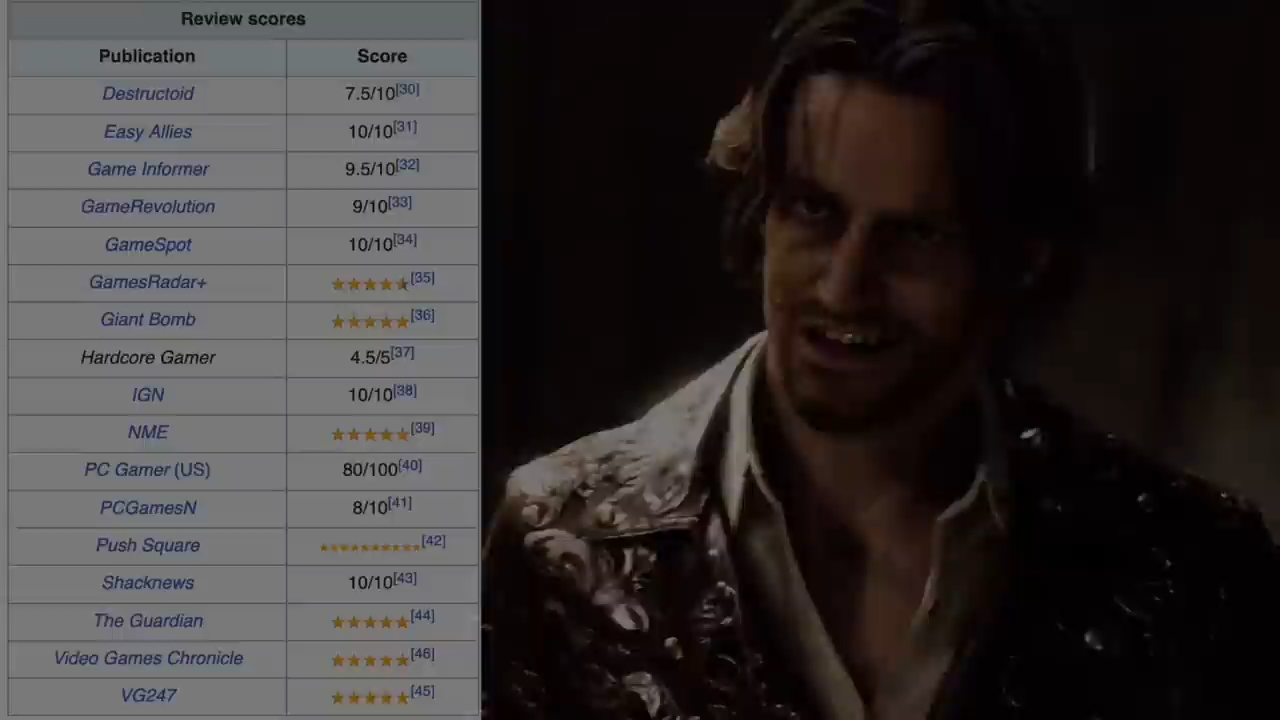 Review scores
Publication Score
Destructoid 7.5/10[30]
Easy Allies 10/10[31]
Game Informer 9.5/10[32]
GameRevolution 9/10[33]
GameSpot 10/10[34]
GamesRadar+ [35]
Giant Bomb [36]
Hardcore Gamer 4.5/5[37]
IGN 10/10[38]
NME [39]
PC Gamer (US) 80/100[40]
PCGamesN 8/10[41]
Push Square [42]
Shacknews 10/10[43]
The Guardian [44]
Video Games Chronicle [46]
VG247 [45]